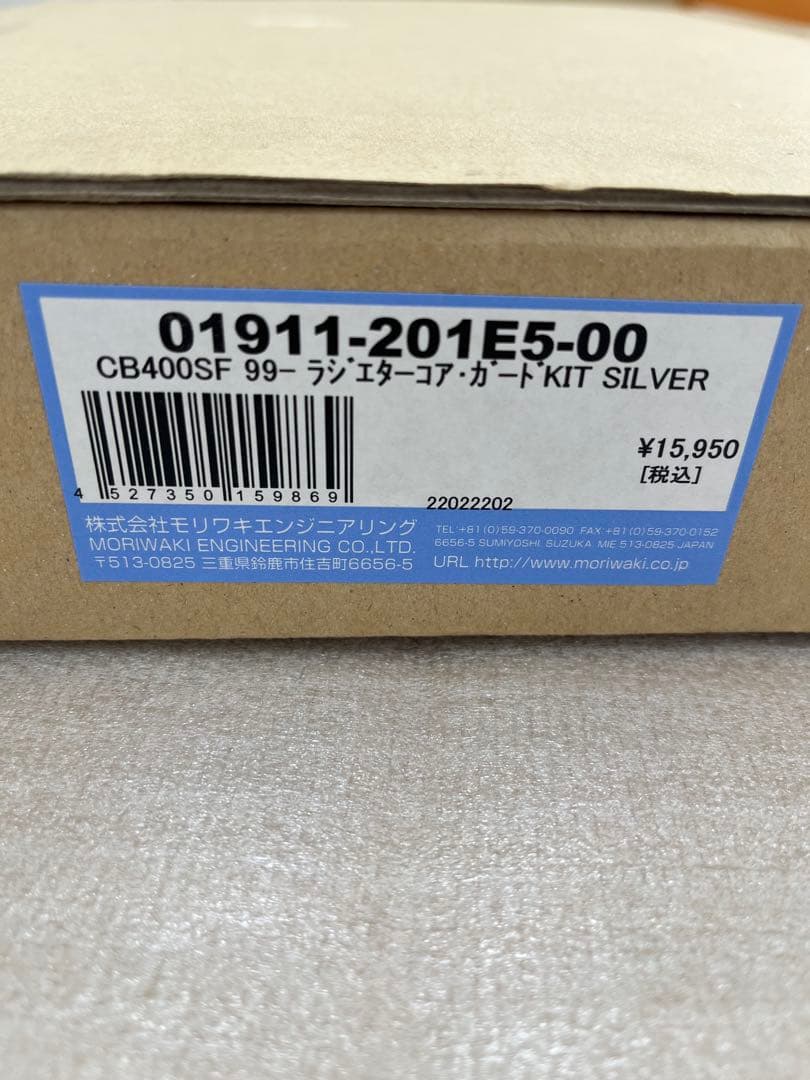 01911-201E5-00
CB400SF 99- ﾗｼﾞｴﾀｰｺｱ・ｶﾞｰﾄﾞKIT SILVER
¥15,950
[税込]
4 527350 159869
22022202
株式会社モリワキエンジニアリング
MORIWAKI ENGINEERING CO.,LTD.
〒513-0825 三重県鈴鹿市住吉町6656-5
TEL:+81(0)59-370-0090 FAX:+81(0)59-370-0152
6656-5 SUMIYOSHI, SUZUKA MIE 513-0825 JAPAN
URL http://www.moriwaki.co.jp